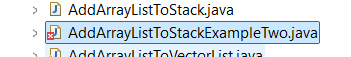 AddArrayListToStack.java
AddArrayListToStackExampleTwo.java
AddArrayListToVectorList.java